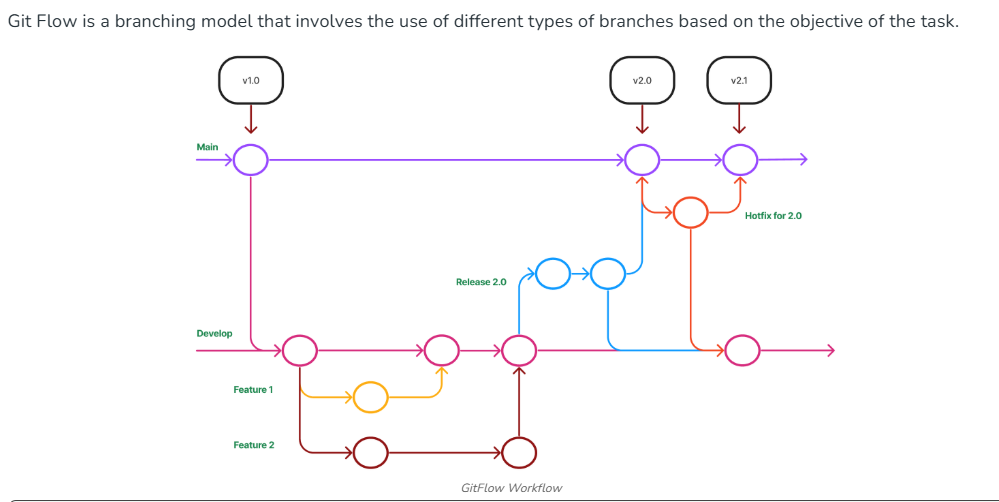 Git Flow is a branching model that involves the use of different types of branches based on the objective of the task.
v1.0
v2.0
v2.1
Main
Hotfix for 2.0
Release 2.0
Develop
Feature 1
Feature 2
GitFlow Workflow